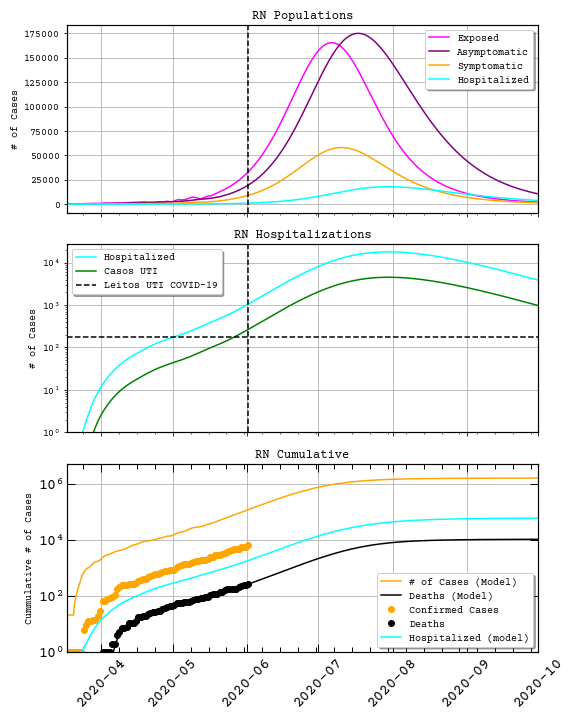 RN Populations
# of Cases
175000
150000
125000
100000
75000
50000
25000
0
Exposed
Asymptomatic
Symptomatic
Hospitalized
RN Hospitalizations
# of Cases
10⁴
10³
10²
10¹
10⁰
Hospitalized
Casos UTI
Leitos UTI COVID-19
RN Cumulative
Cummulative # of Cases
10⁶
10⁴
10²
10⁰
# of Cases (Model)
Deaths (Model)
Confirmed Cases
Deaths
Hospitalized (model)
2020-04
2020-05
2020-06
2020-07
2020-08
2020-09
2020-10